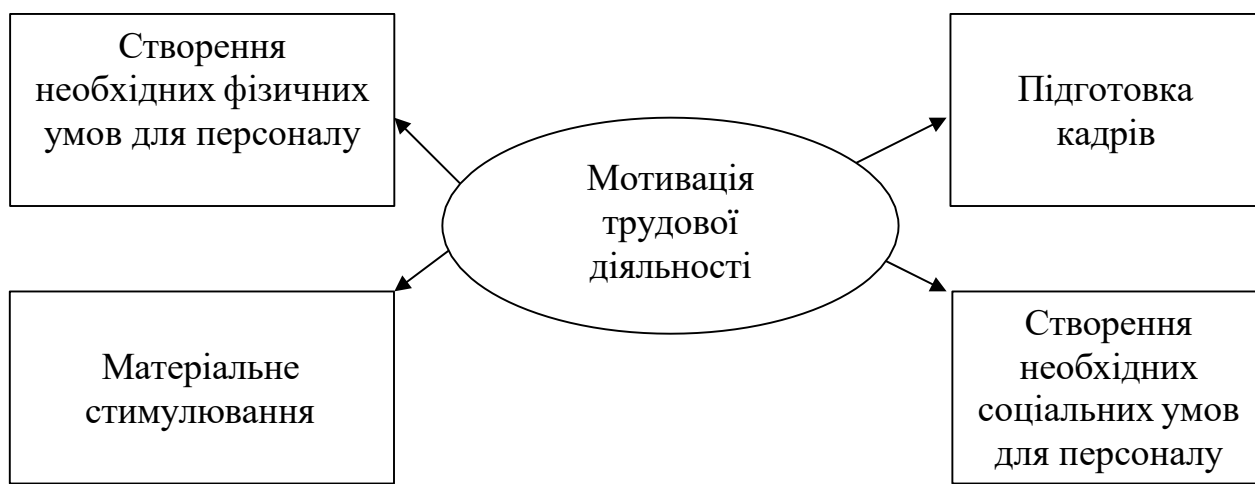 Створення
необхідних фізичних
умов для персоналу
Підготовка
кадрів
Мотивація
трудової
діяльності
Матеріальне
стимулювання
Створення
необхідних
соціальних умов
для персоналу